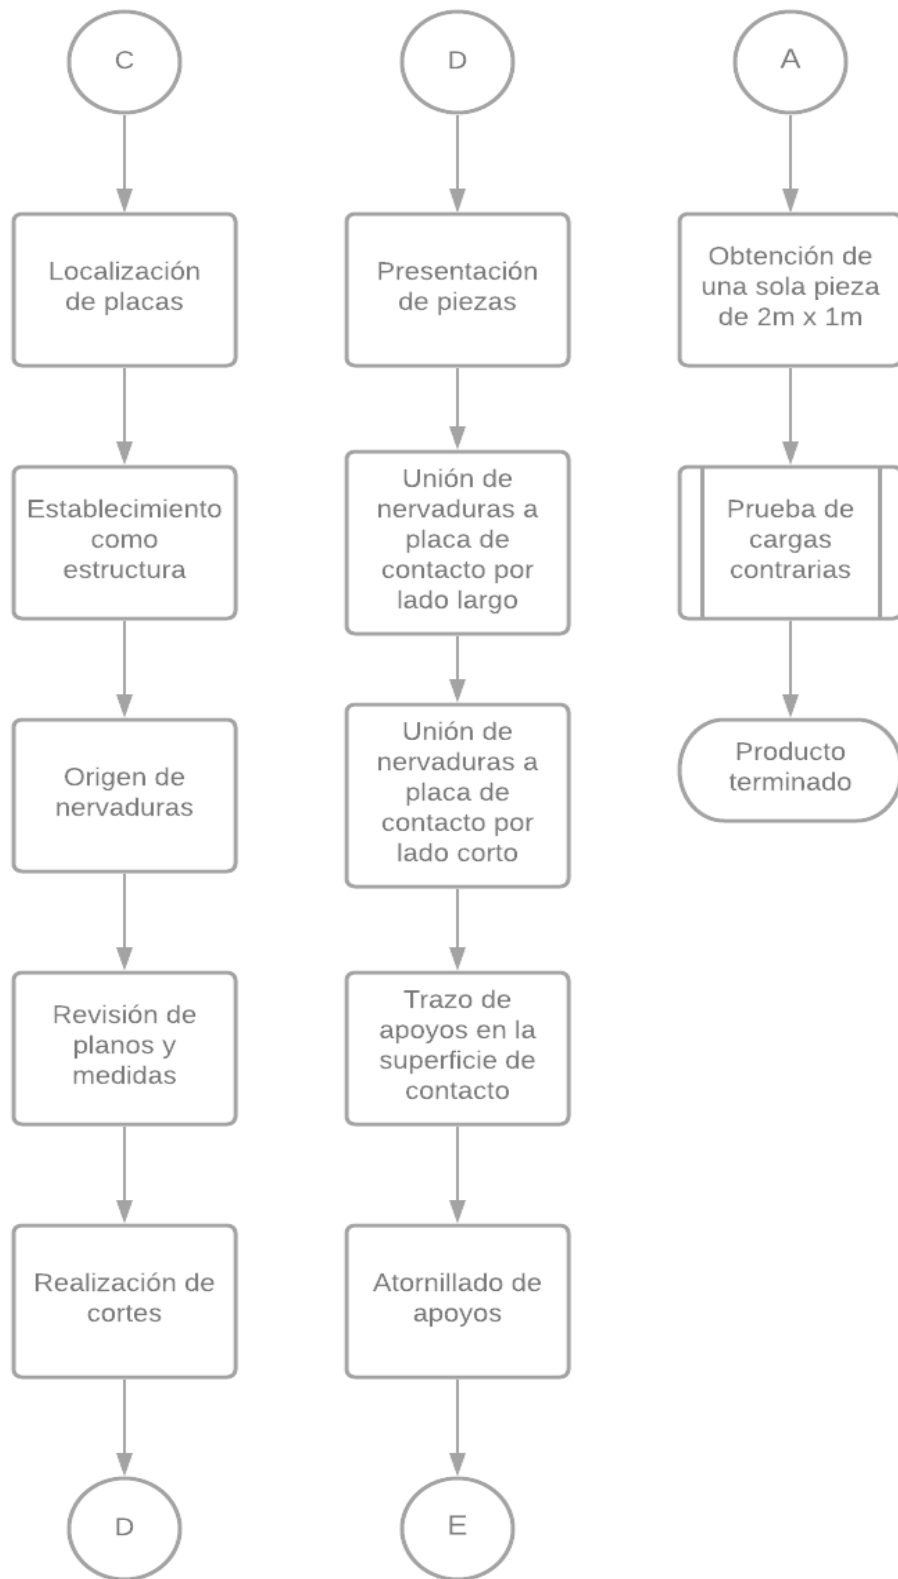 C
Localización
de placas
Establecimiento
como
estructura
Origen de
nervaduras
Revisión de
planos y
medidas
Realización de
cortes
D
D
Presentación
de piezas
Unión de
nervaduras a
placa de
contacto por
lado largo
Unión de
nervaduras a
placa de
contacto por
lado corto
Trazo de
apoyos en la
superficie de
contacto
Atornillado de
apoyos
E
A
Obtención de
una sola pieza
de 2m x 1m
Prueba de
cargas
contrarias
Producto
terminado